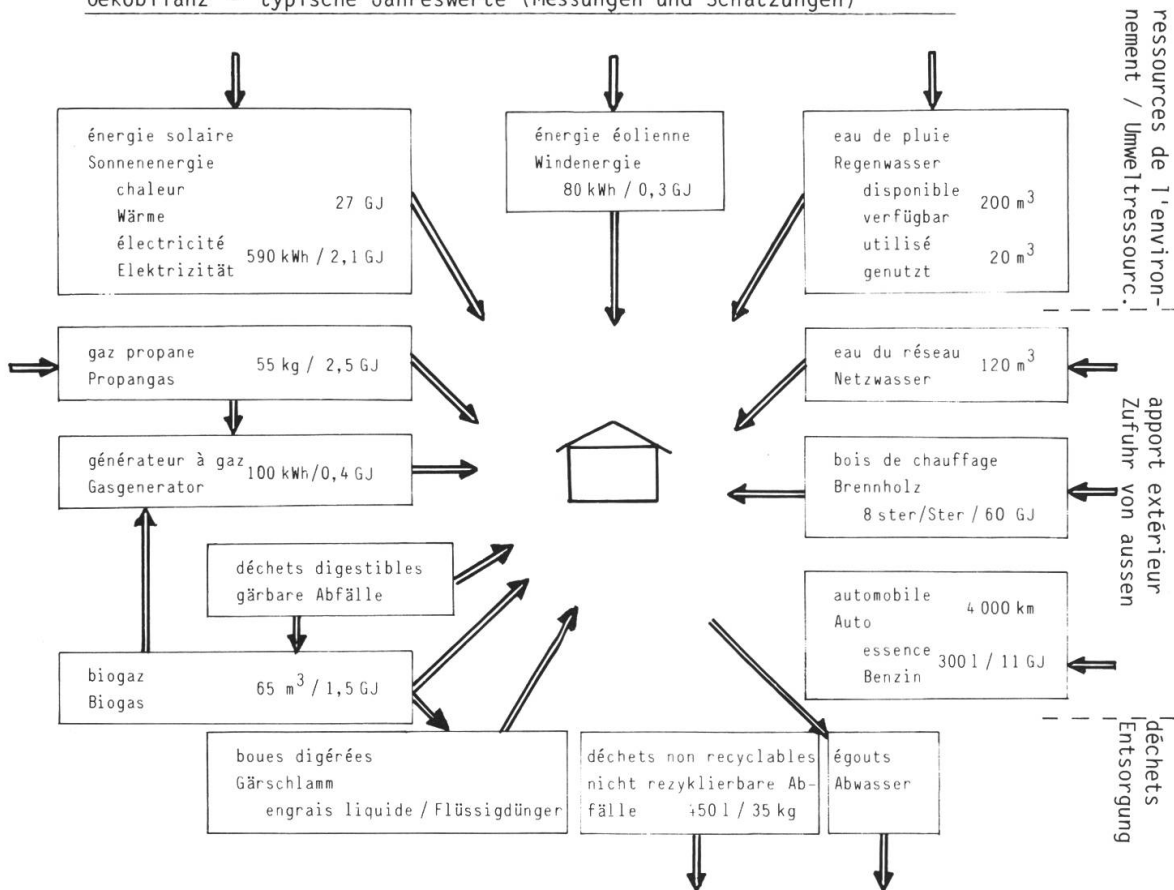 Oekobilanz - typische Jahreswerte (Messungen und Schätzungen)
énergie solaire
Sonnenenergie
chaleur
Wärme
27 GJ
électricité
Elektrizität
590 kWh / 2,1 GJ
énergie éolienne
Windenergie
80 kWh / 0,3 GJ
eau de pluie
Regenwasser
disponible
verfügbar
200 m³
utilisé
genutzt
20 m³
ressources de l'environ-
nement / Umweltressourc.
gaz propane
Propangas
55 kg / 2,5 GJ
eau du réseau
Netzwasser
120 m³
générateur à gaz
Gasgenerator
100 kWh/0,4 GJ
bois de chauffage
Brennholz
8 ster/Ster / 60 GJ
apport extérieur
Zufuhr von aussen
déchets digestibles
gärbare Abfälle
automobile
Auto
4 000 km
essence
Benzin
300 l / 11 GJ
biogaz
Biogas
65 m³ / 1,5 GJ
boues digérées
Gärschlamm
engrais liquide / Flüssigdünger
déchets non recyclables
nicht rezyklierbare Ab-
fälle 450 l / 35 kg
égouts
Abwasser
déchets
Entsorgung